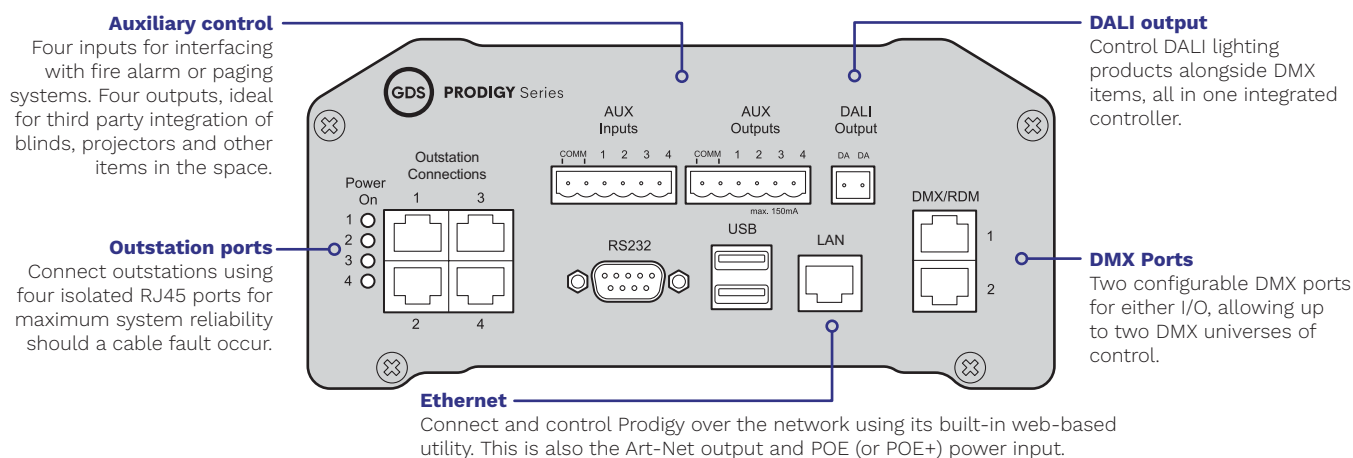 Auxiliary control
Four inputs for interfacing
with fire alarm or paging
systems. Four outputs, ideal
for third party integration of
blinds, projectors and other
items in the space.
Outstation ports
Connect outstations using
four isolated RJ45 ports for
maximum system reliability
should a cable fault occur.
GDS PRODIGY Series
Power
On
1
2
3
4
Outstation
Connections
1 3
2 4
AUX
Inputs
COMM 1 2 3 4
AUX
Outputs
COMM 1 2 3 4
max. 150mA
DALI
Output
DA DA
RS232
USB
LAN
DMX/RDM
1
2
DALI output
Control DALI lighting
products alongside DMX
items, all in one integrated
controller.
DMX Ports
Two configurable DMX ports
for either I/O, allowing up
to two DMX universes of
control.
Ethernet
Connect and control Prodigy over the network using its built-in web-based
utility. This is also the Art-Net output and POE (or POE+) power input.